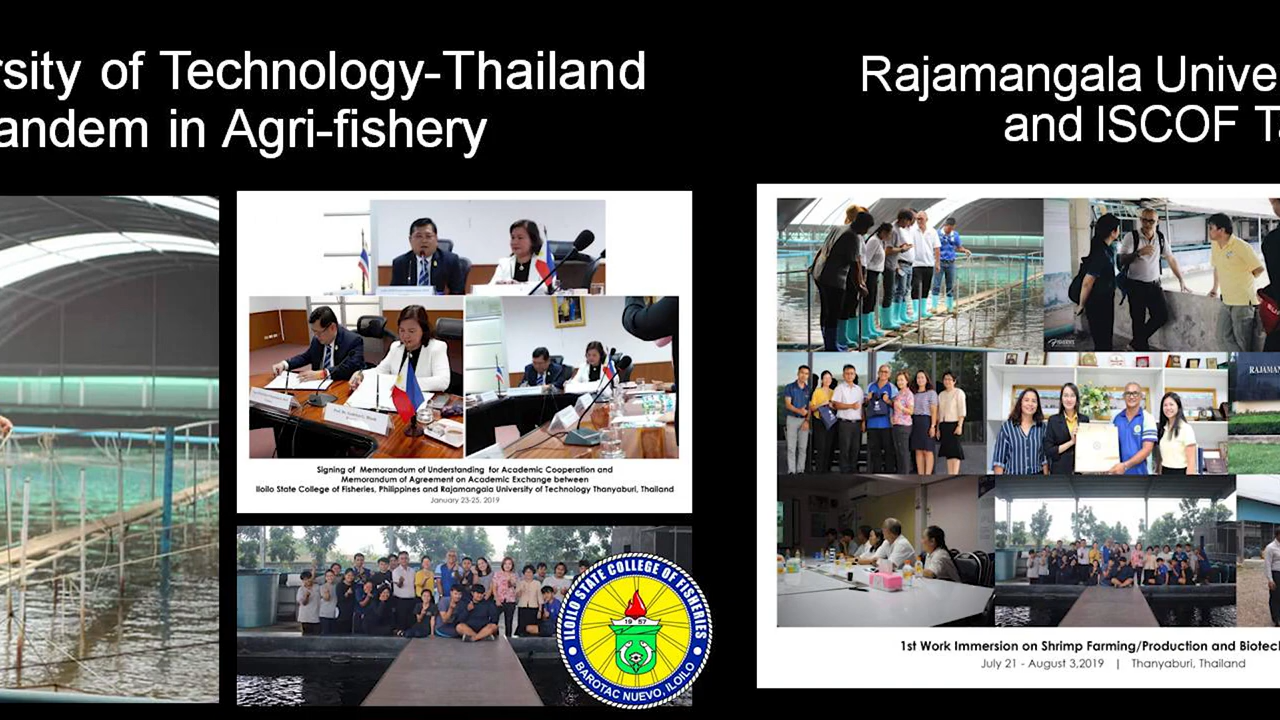 rsity of Technology-Thailand
andem in Agri-fishery
Signing of Memorandum of Understanding for Academic Cooperation and
Memorandum of Agreement on Academic Exchange between
Iloilo State College of Fisheries, Philippines and Rajamangala University of Technology Thanyaburi, Thailand
January 23-25, 2019
ILOILO STATE COLLEGE OF FISHERIES
1957
BAROTAC NUEVO, ILOILO
Rajamangala Unive
and ISCOF Ta
FISHERIES
RAJAMAN
1st Work Immersion on Shrimp Farming/Production and Biotech
July 21 - August 3,2019 | Thanyaburi, Thailand